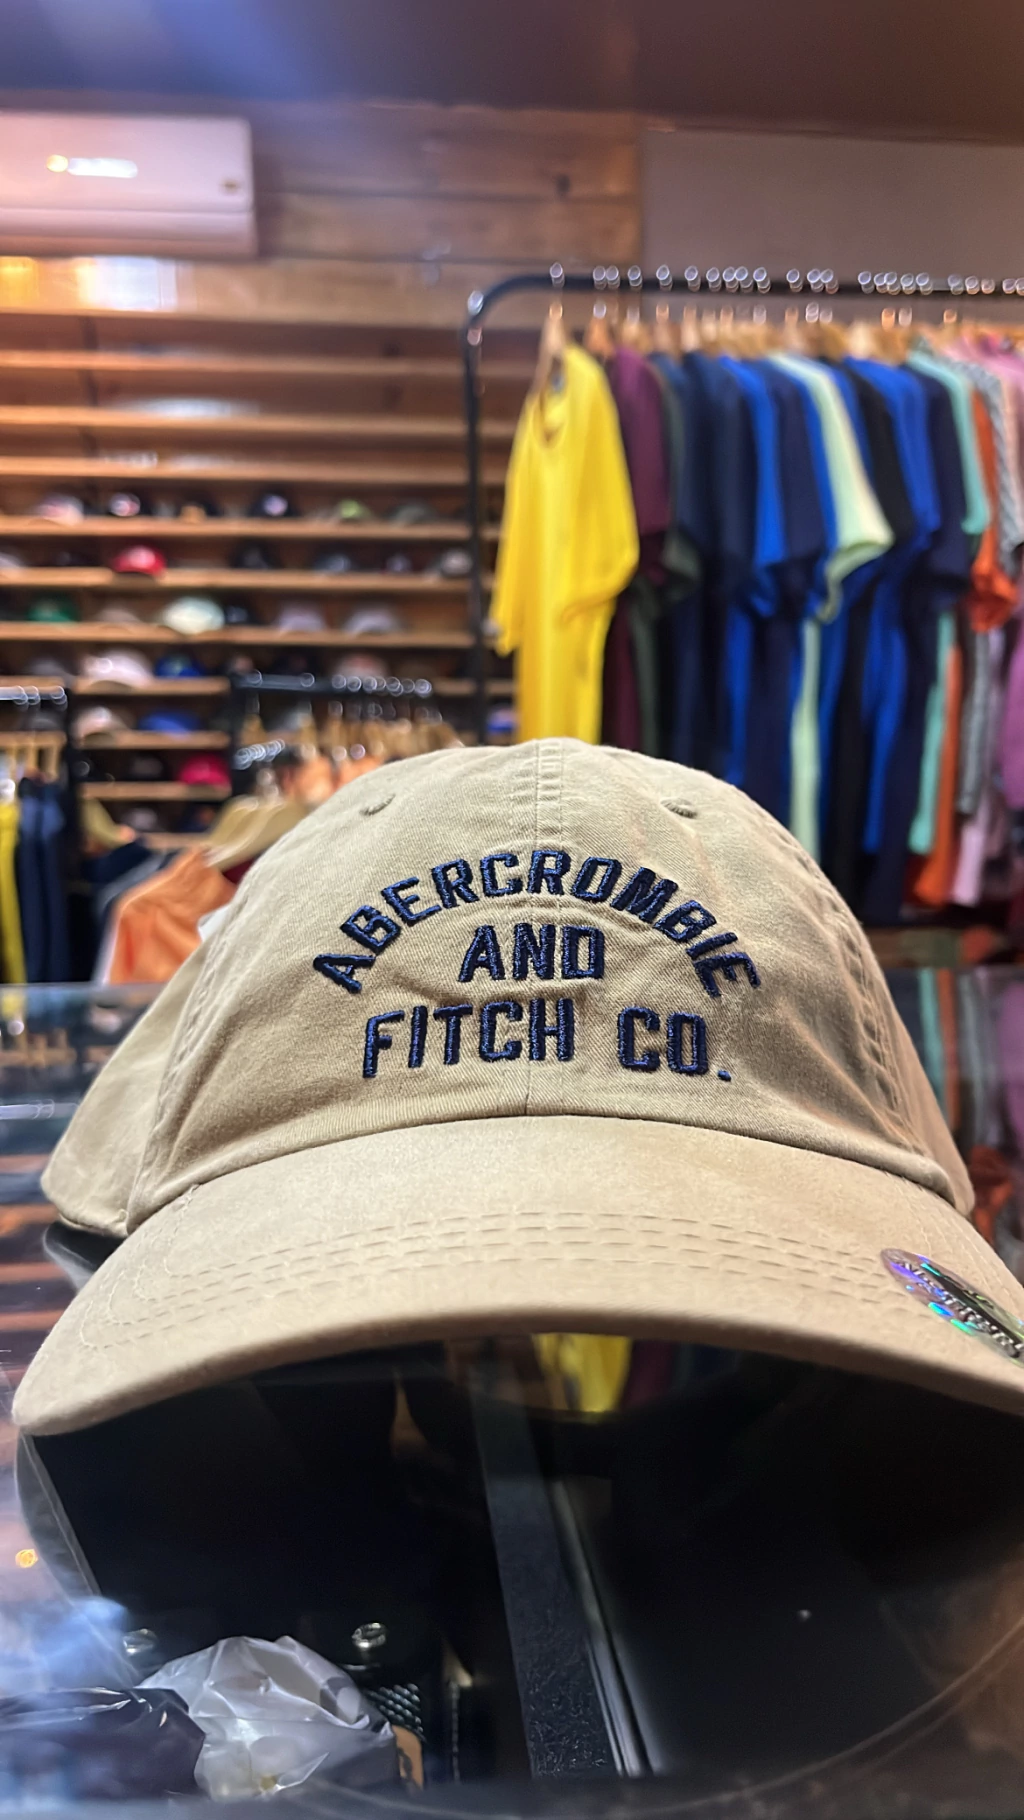 ABERCROMBIE
AND
FITCH CO.